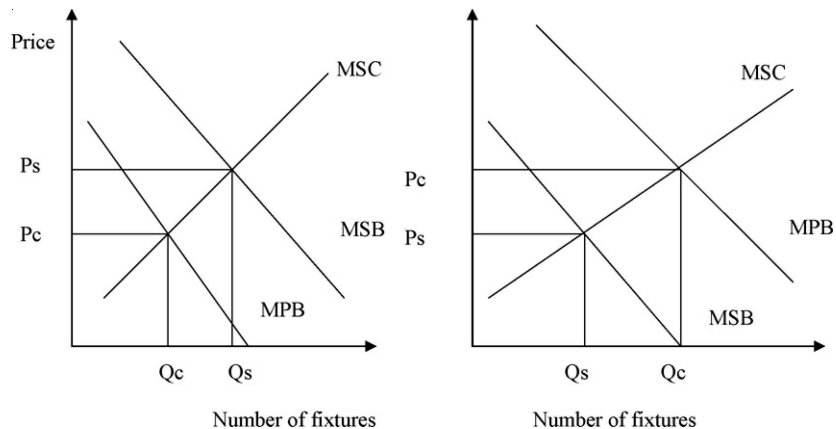 Price
MSC
Ps
Pc
MSB
MPB
Qc Qs
Number of fixtures
MSC
Pc
Ps
MPB
MSB
Qs Qc
Number of fixtures